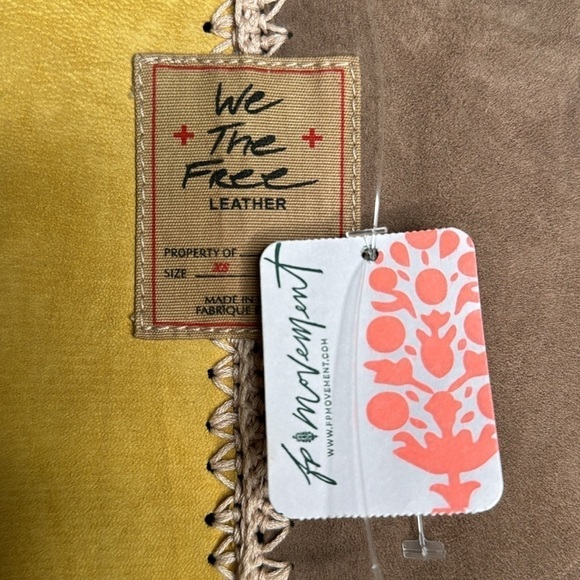 We
The
Free
LEATHER
PROPERTY OF
SIZE XS
MADE IN
FABRIQUE
fp movement
WWW.FPMOVEMENT.COM